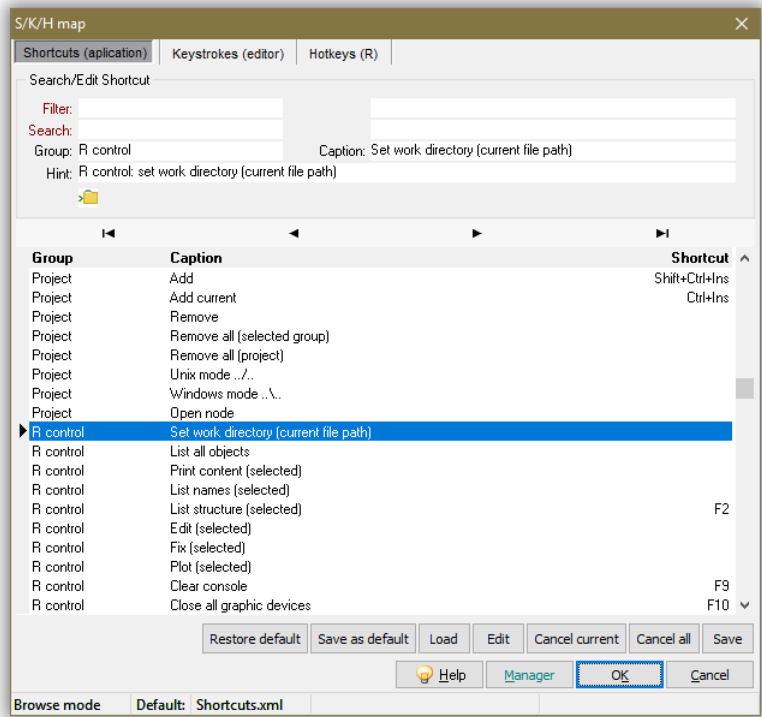 S/K/H map
Shortcuts (aplication) Keystrokes (editor) Hotkeys (R)
Search/Edit Shortcut
Filter:
Search:
Group: R control Caption: Set work directory (current file path)
Hint: R control: set work directory (current file path)
Group Caption Shortcut
Project Add Shift+Ctrl+Ins
Project Add current Ctrl+Ins
Project Remove
Project Remove all (selected group)
Project Remove all (project)
Project Unix mode ../..
Project Windows mode ..\..
Project Open node
R control Set work directory (current file path)
R control List all objects
R control Print content (selected)
R control List names (selected)
R control List structure (selected) F2
R control Edit (selected)
R control Fix (selected)
R control Plot (selected)
R control Clear console F9
R control Close all graphic devices F10
Restore default Save as default Load Edit Cancel current Cancel all Save
Help Manager OK Cancel
Browse mode Default: Shortcuts.xml